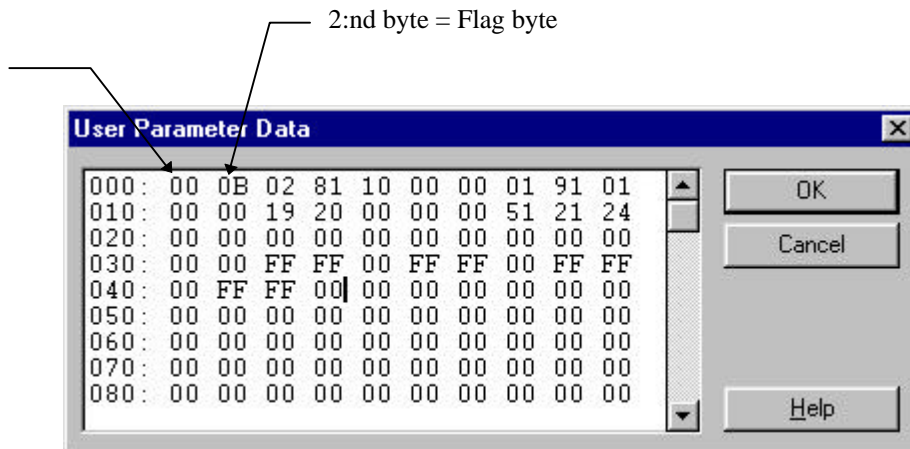 2:nd byte = Flag byte
User Parameter Data
000: 00 0B 02 81 10 00 00 01 91 01
010: 00 00 19 20 00 00 00 51 21 24
020: 00 00 00 00 00 00 00 00 00 00
030: 00 00 FF FF 00 FF FF 00 FF FF
040: 00 FF FF 00 00 00 00 00 00 00
050: 00 00 00 00 00 00 00 00 00 00
060: 00 00 00 00 00 00 00 00 00 00
070: 00 00 00 00 00 00 00 00 00 00
080: 00 00 00 00 00 00 00 00 00 00
OK
Cancel
Help